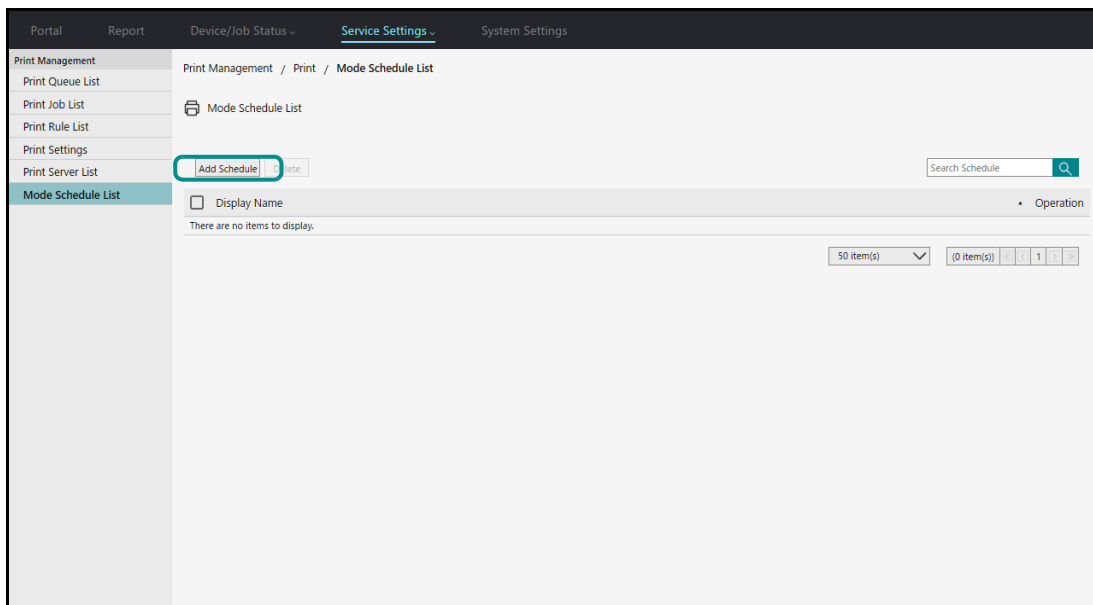 Portal Report Device/Job Status Service Settings System Settings
Print Management
Print Queue List
Print Job List
Print Rule List
Print Settings
Print Server List
Mode Schedule List
Print Management / Print / Mode Schedule List
Mode Schedule List
Add Schedule Delete Search Schedule
Display Name Operation
There are no items to display.
50 item(s) (0 item(s)) « < 1 > »